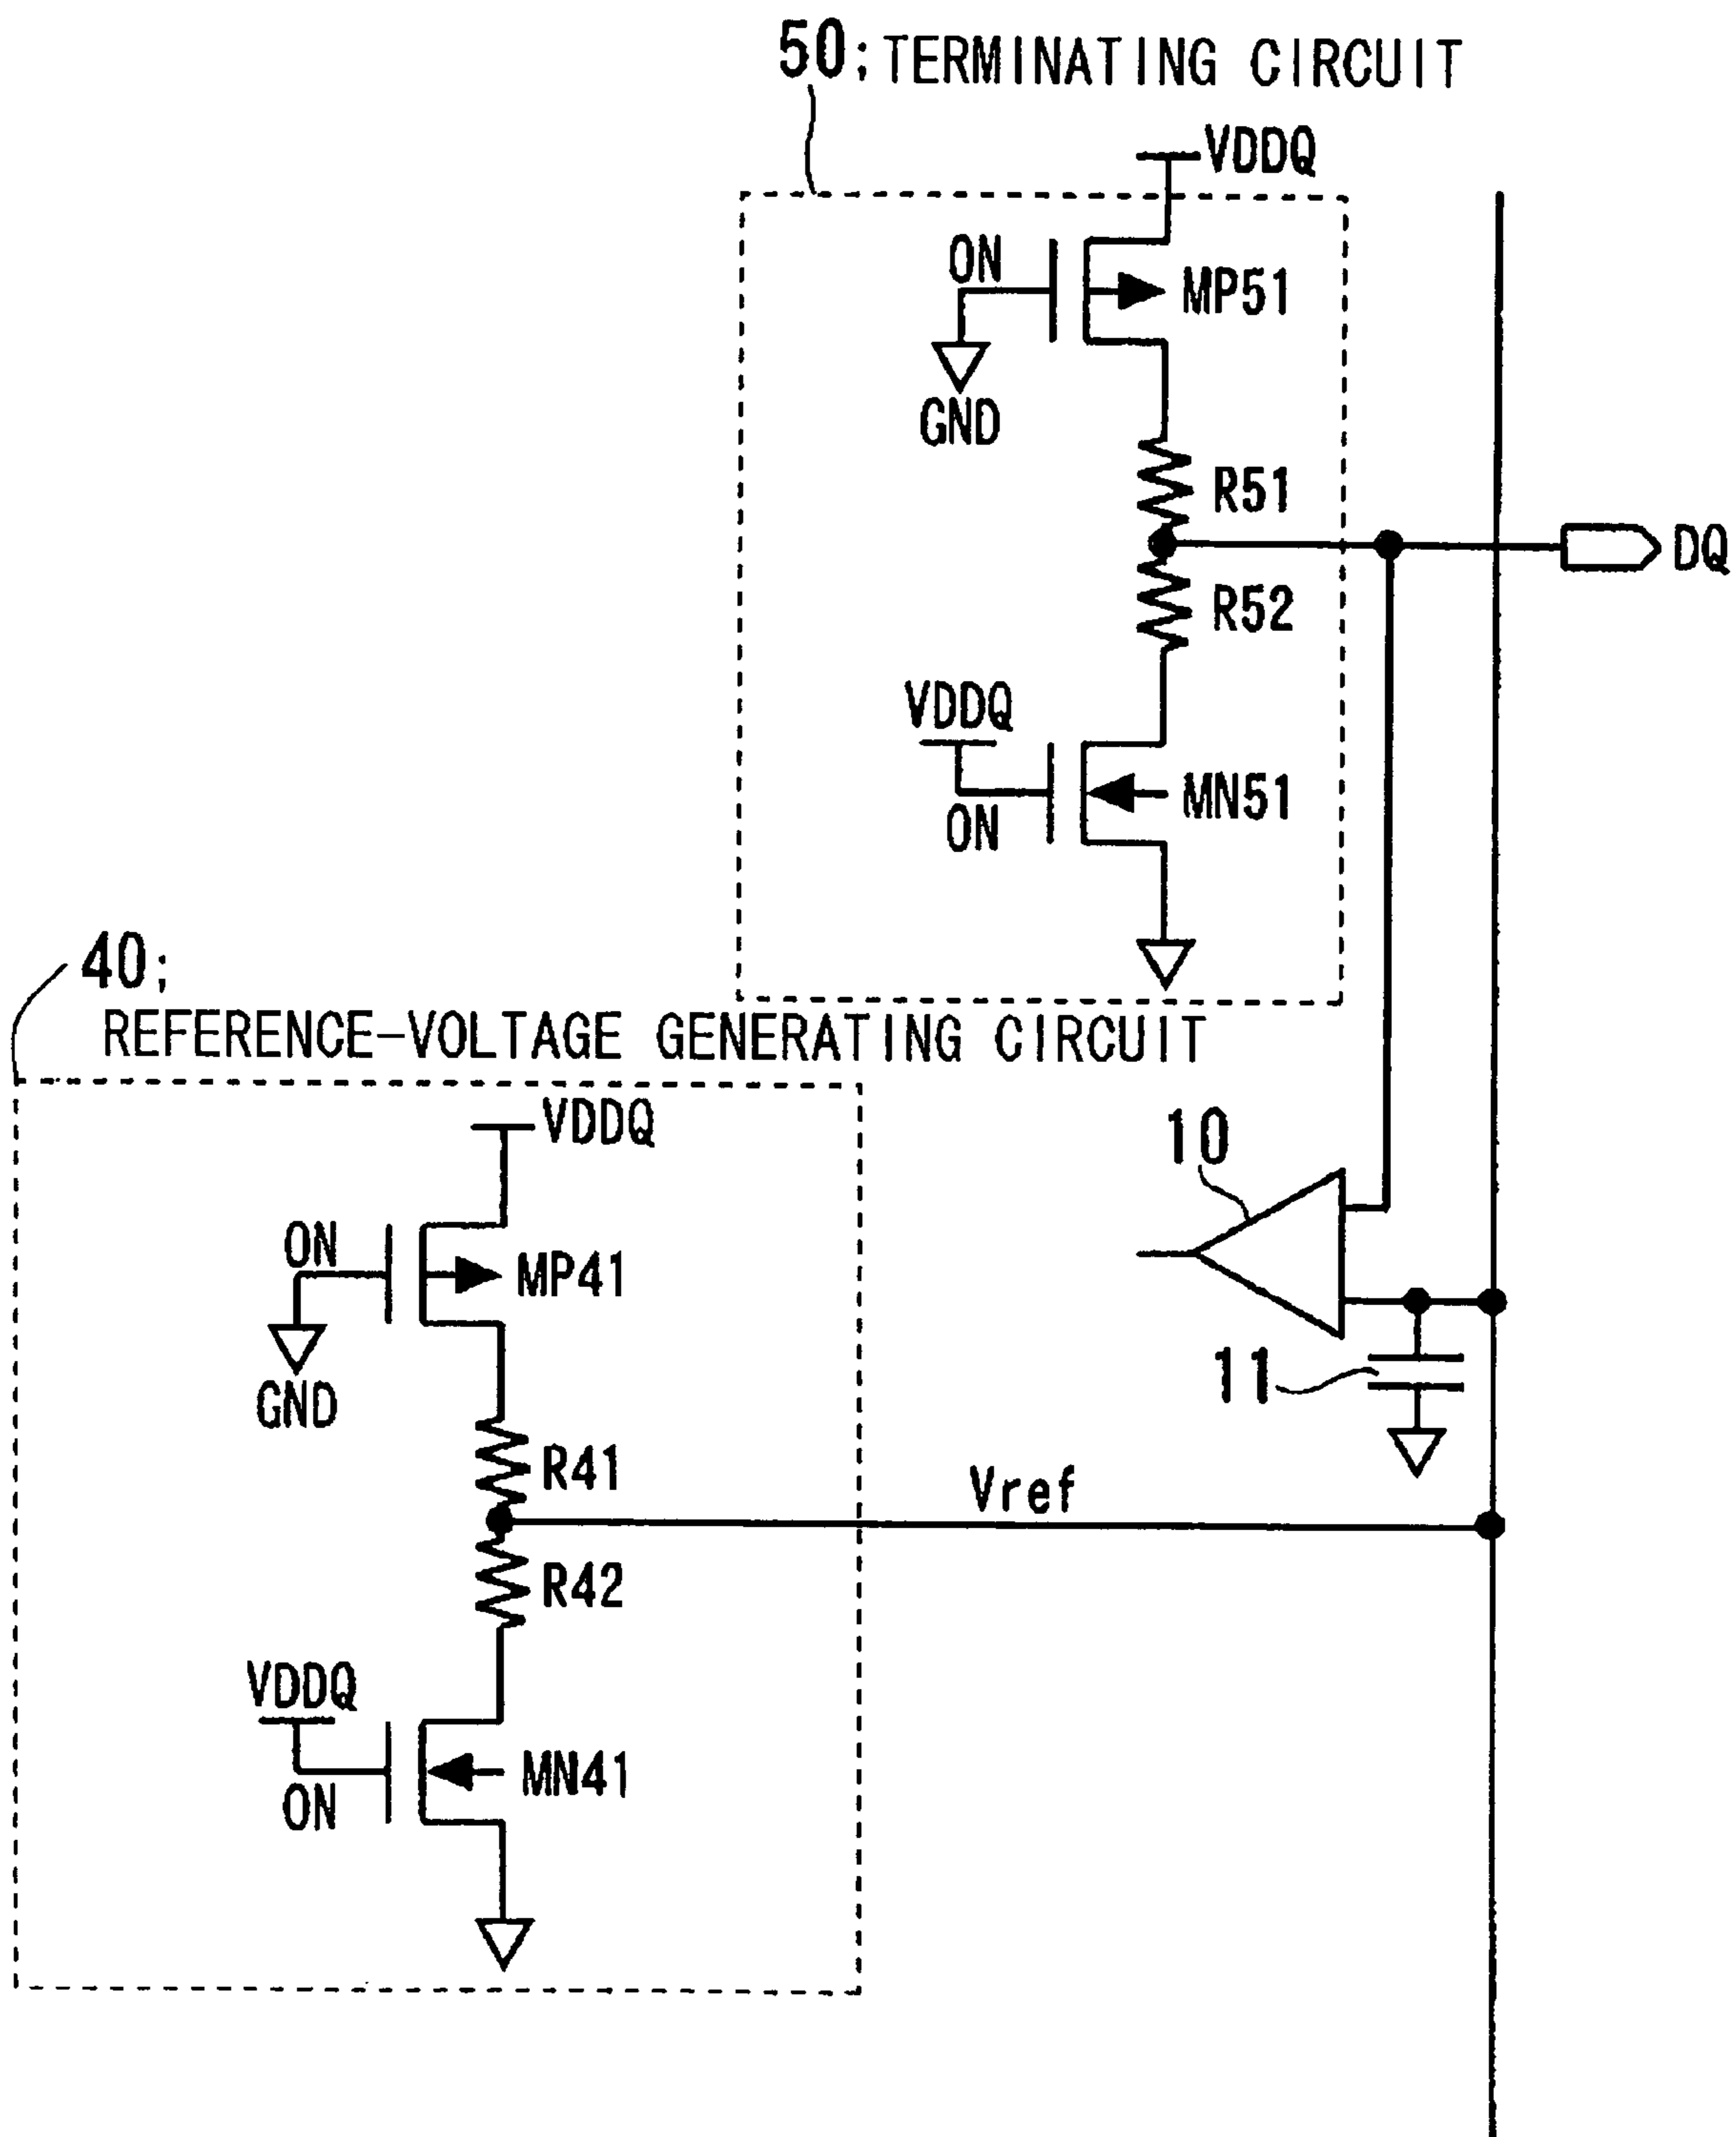 50; TERMINATING CIRCUIT
VDDQ
ON
MP51
GND
R51
DQ
R52
VDDQ
MN51
ON
40;
REFERENCE-VOLTAGE GENERATING CIRCUIT
VDDQ
10
ON
MP41
11
GND
R41
Vref
R42
VDDQ
MN41
ON